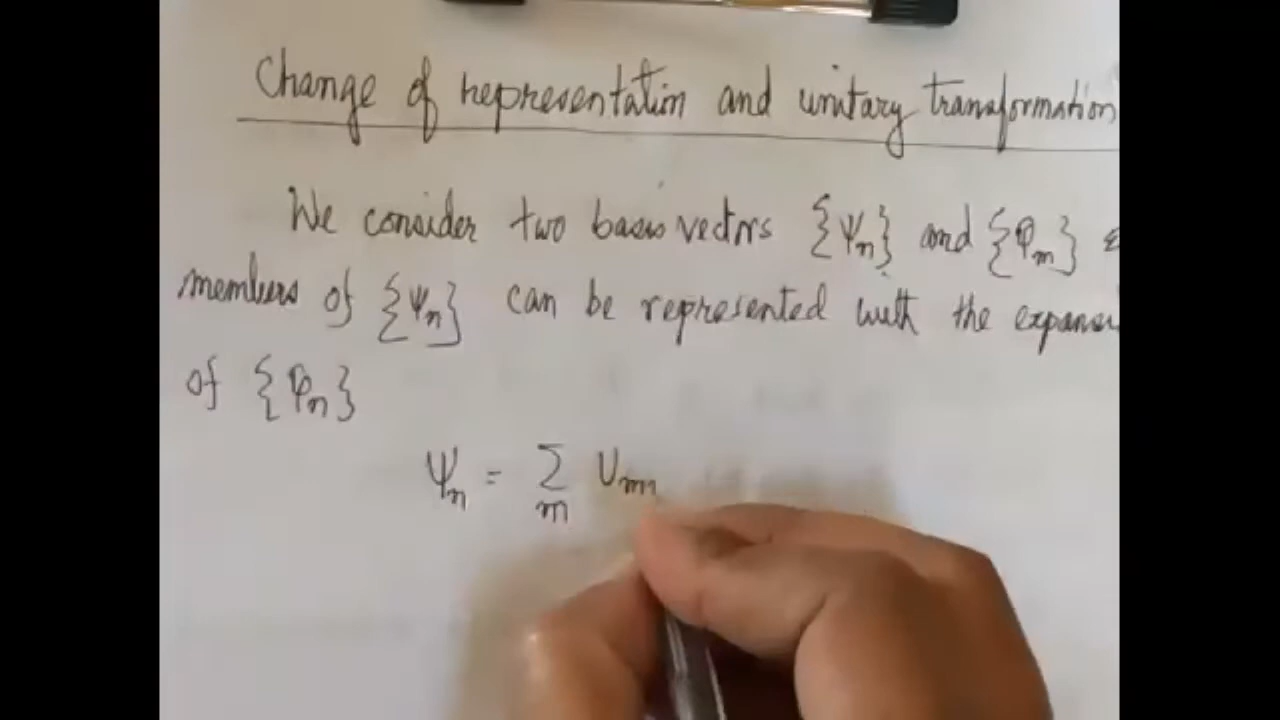 Change of representation and unitary transformation
We consider two basis vectors {Ψn} and {φm}
members of {Ψn} can be represented with the
of {φn}
Ψn = Σm Umn